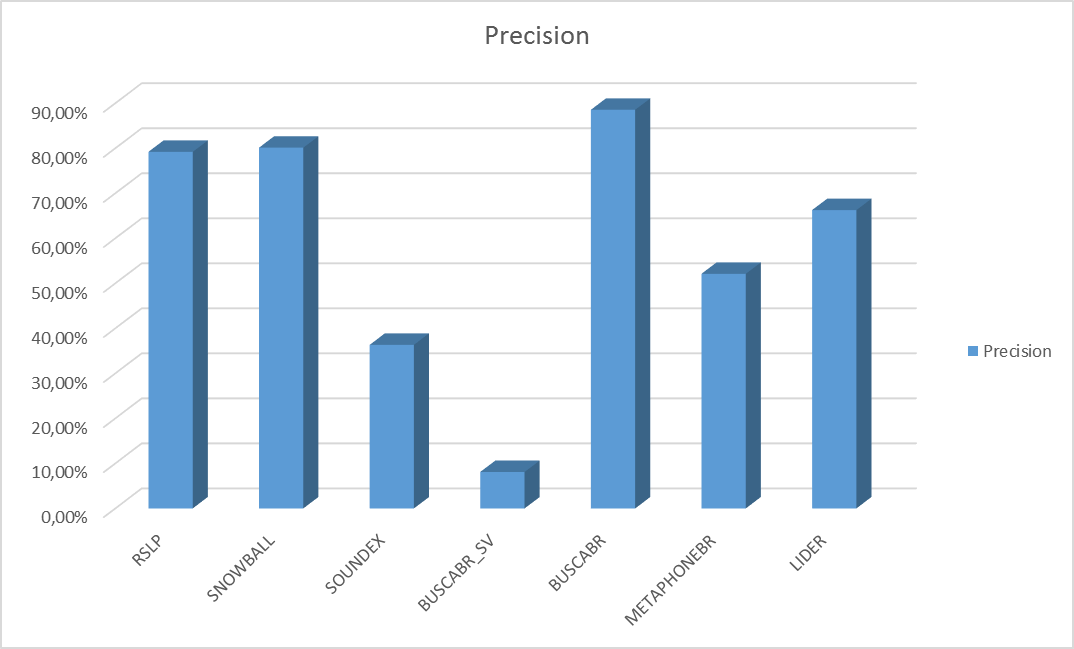 Precision
90,00%
80,00%
70,00%
60,00%
50,00%
40,00%
30,00%
20,00%
10,00%
0,00%
RSLP
SNOWBALL
SOUNDEX
BUSCABR_SV
BUSCABR
METAPHONEBR
LIDER
Precision